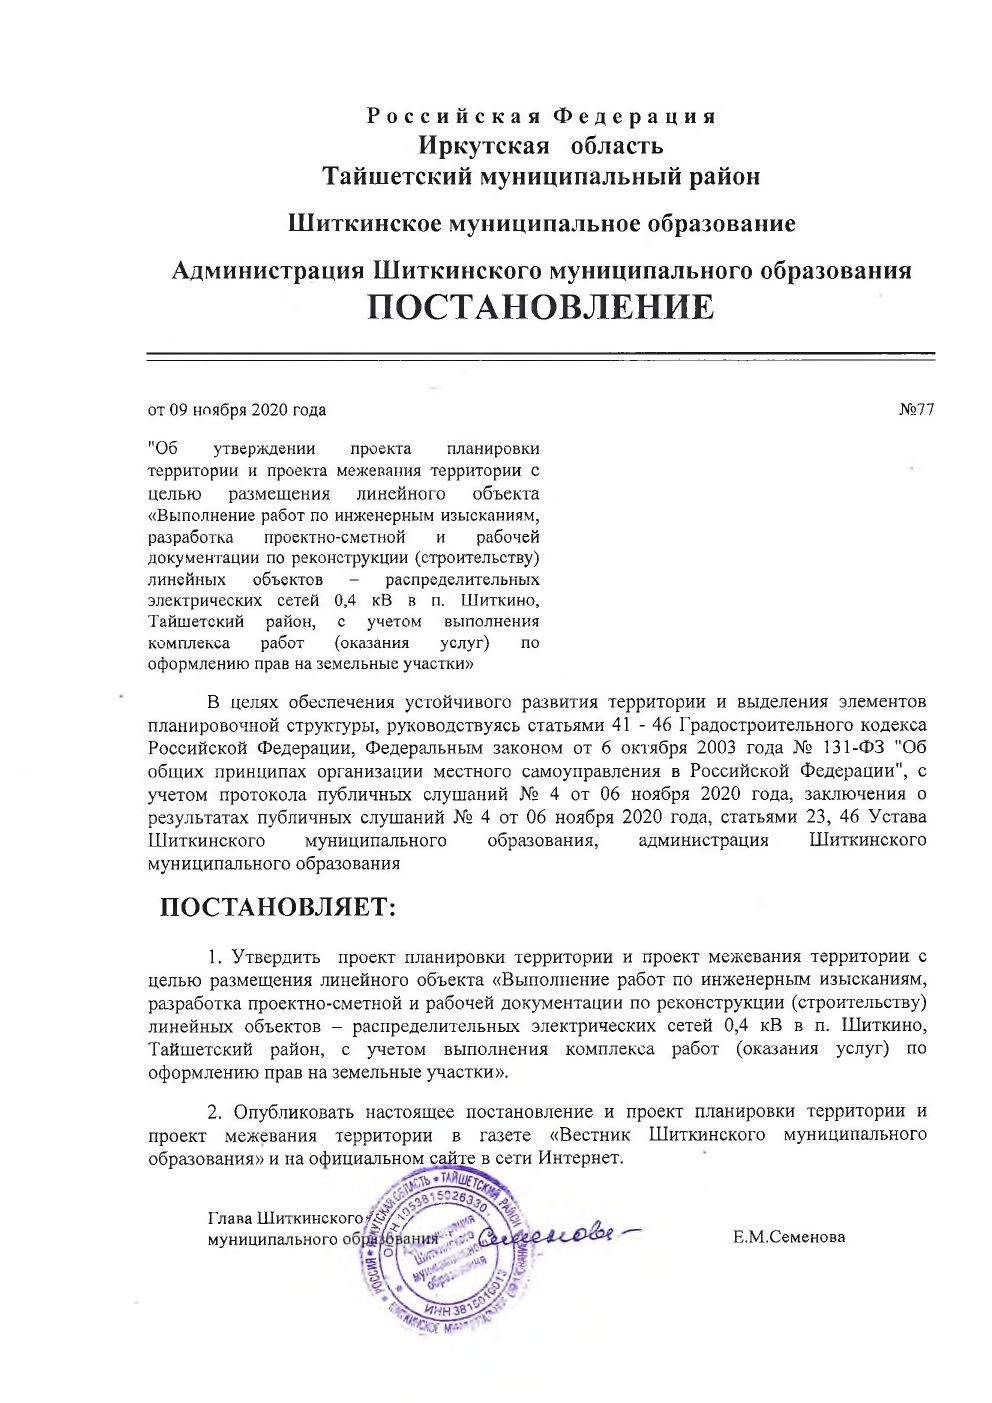 Российская Федерация
Иркутская область
Тайшетский муниципальный район
Шиткинское муниципальное образование
Администрация Шиткинского муниципального образования
ПОСТАНОВЛЕНИЕ
от 09 ноября 2020 года №77
"Об утверждении проекта планировки
территории и проекта межевания территории с
целью размещения линейного объекта
«Выполнение работ по инженерным изысканиям,
разработка проектно-сметной и рабочей
документации по реконструкции (строительству)
линейных объектов – распределительных
электрических сетей 0,4 кВ в п. Шиткино,
Тайшетский район, с учетом выполнения
комплекса работ (оказания услуг) по
оформлению прав на земельные участки»
В целях обеспечения устойчивого развития территории и выделения элементов
планировочной структуры, руководствуясь статьями 41 - 46 Градостроительного кодекса
Российской Федерации, Федеральным законом от 6 октября 2003 года № 131-ФЗ "Об
общих принципах организации местного самоуправления в Российской Федерации", с
учетом протокола публичных слушаний № 4 от 06 ноября 2020 года, заключения о
результатах публичных слушаний № 4 от 06 ноября 2020 года, статьями 23, 46 Устава
Шиткинского муниципального образования, администрация Шиткинского
муниципального образования
ПОСТАНОВЛЯЕТ:
1. Утвердить проект планировки территории и проект межевания территории с
целью размещения линейного объекта «Выполнение работ по инженерным изысканиям,
разработка проектно-сметной и рабочей документации по реконструкции (строительству)
линейных объектов – распределительных электрических сетей 0,4 кВ в п. Шиткино,
Тайшетский район, с учетом выполнения комплекса работ (оказания услуг) по
оформлению прав на земельные участки».
2. Опубликовать настоящее постановление и проект планировки территории и
проект межевания территории в газете «Вестник Шиткинского муниципального
образования» и на официальном сайте в сети Интернет.
Глава Шиткинского
муниципального образования Е.М.Семенова
РОССИЯ * ИРКУТСКАЯ ОБЛАСТЬ * ТАЙШЕТСКИЙ РАЙОН
ОГРН 1053815026330
Администрация
Шиткинского
муниципального
образования